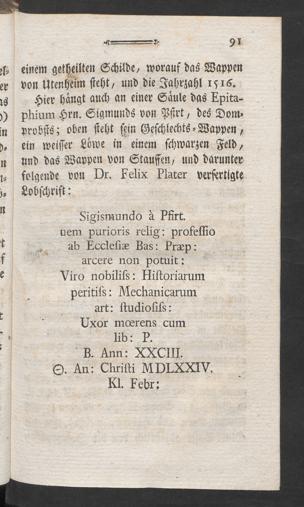 91
einem getheilten Schilde, worauf das Wappen
von Utenheim steht, und die Jahrzahl 1516.
Hier hängt auch an einer Säule das Epita-
phium Hrn. Sigmunds von Pfirt, des Dom-
probsts; oben steht sein Geschlechts-Wappen,
ein weisser Löwe in einem schwarzen Feld,
und das Wappen von Stauffen, und darunter
folgende von Dr. Felix Plater verfertigte
Lobschrift:
Sigismundo à Pfirt.
uem purioris relig: professio
ab Ecclesiæ Bas: Præp:
arcere non potuit:
Viro nobiliss: Historiarum
peritiss: Mechanicarum
art: studiosiss:
Uxor mœrens cum
lib: P.
B. Ann: XXCIII.
Θ. An: Christi MDLXXIV.
Kl. Febr: